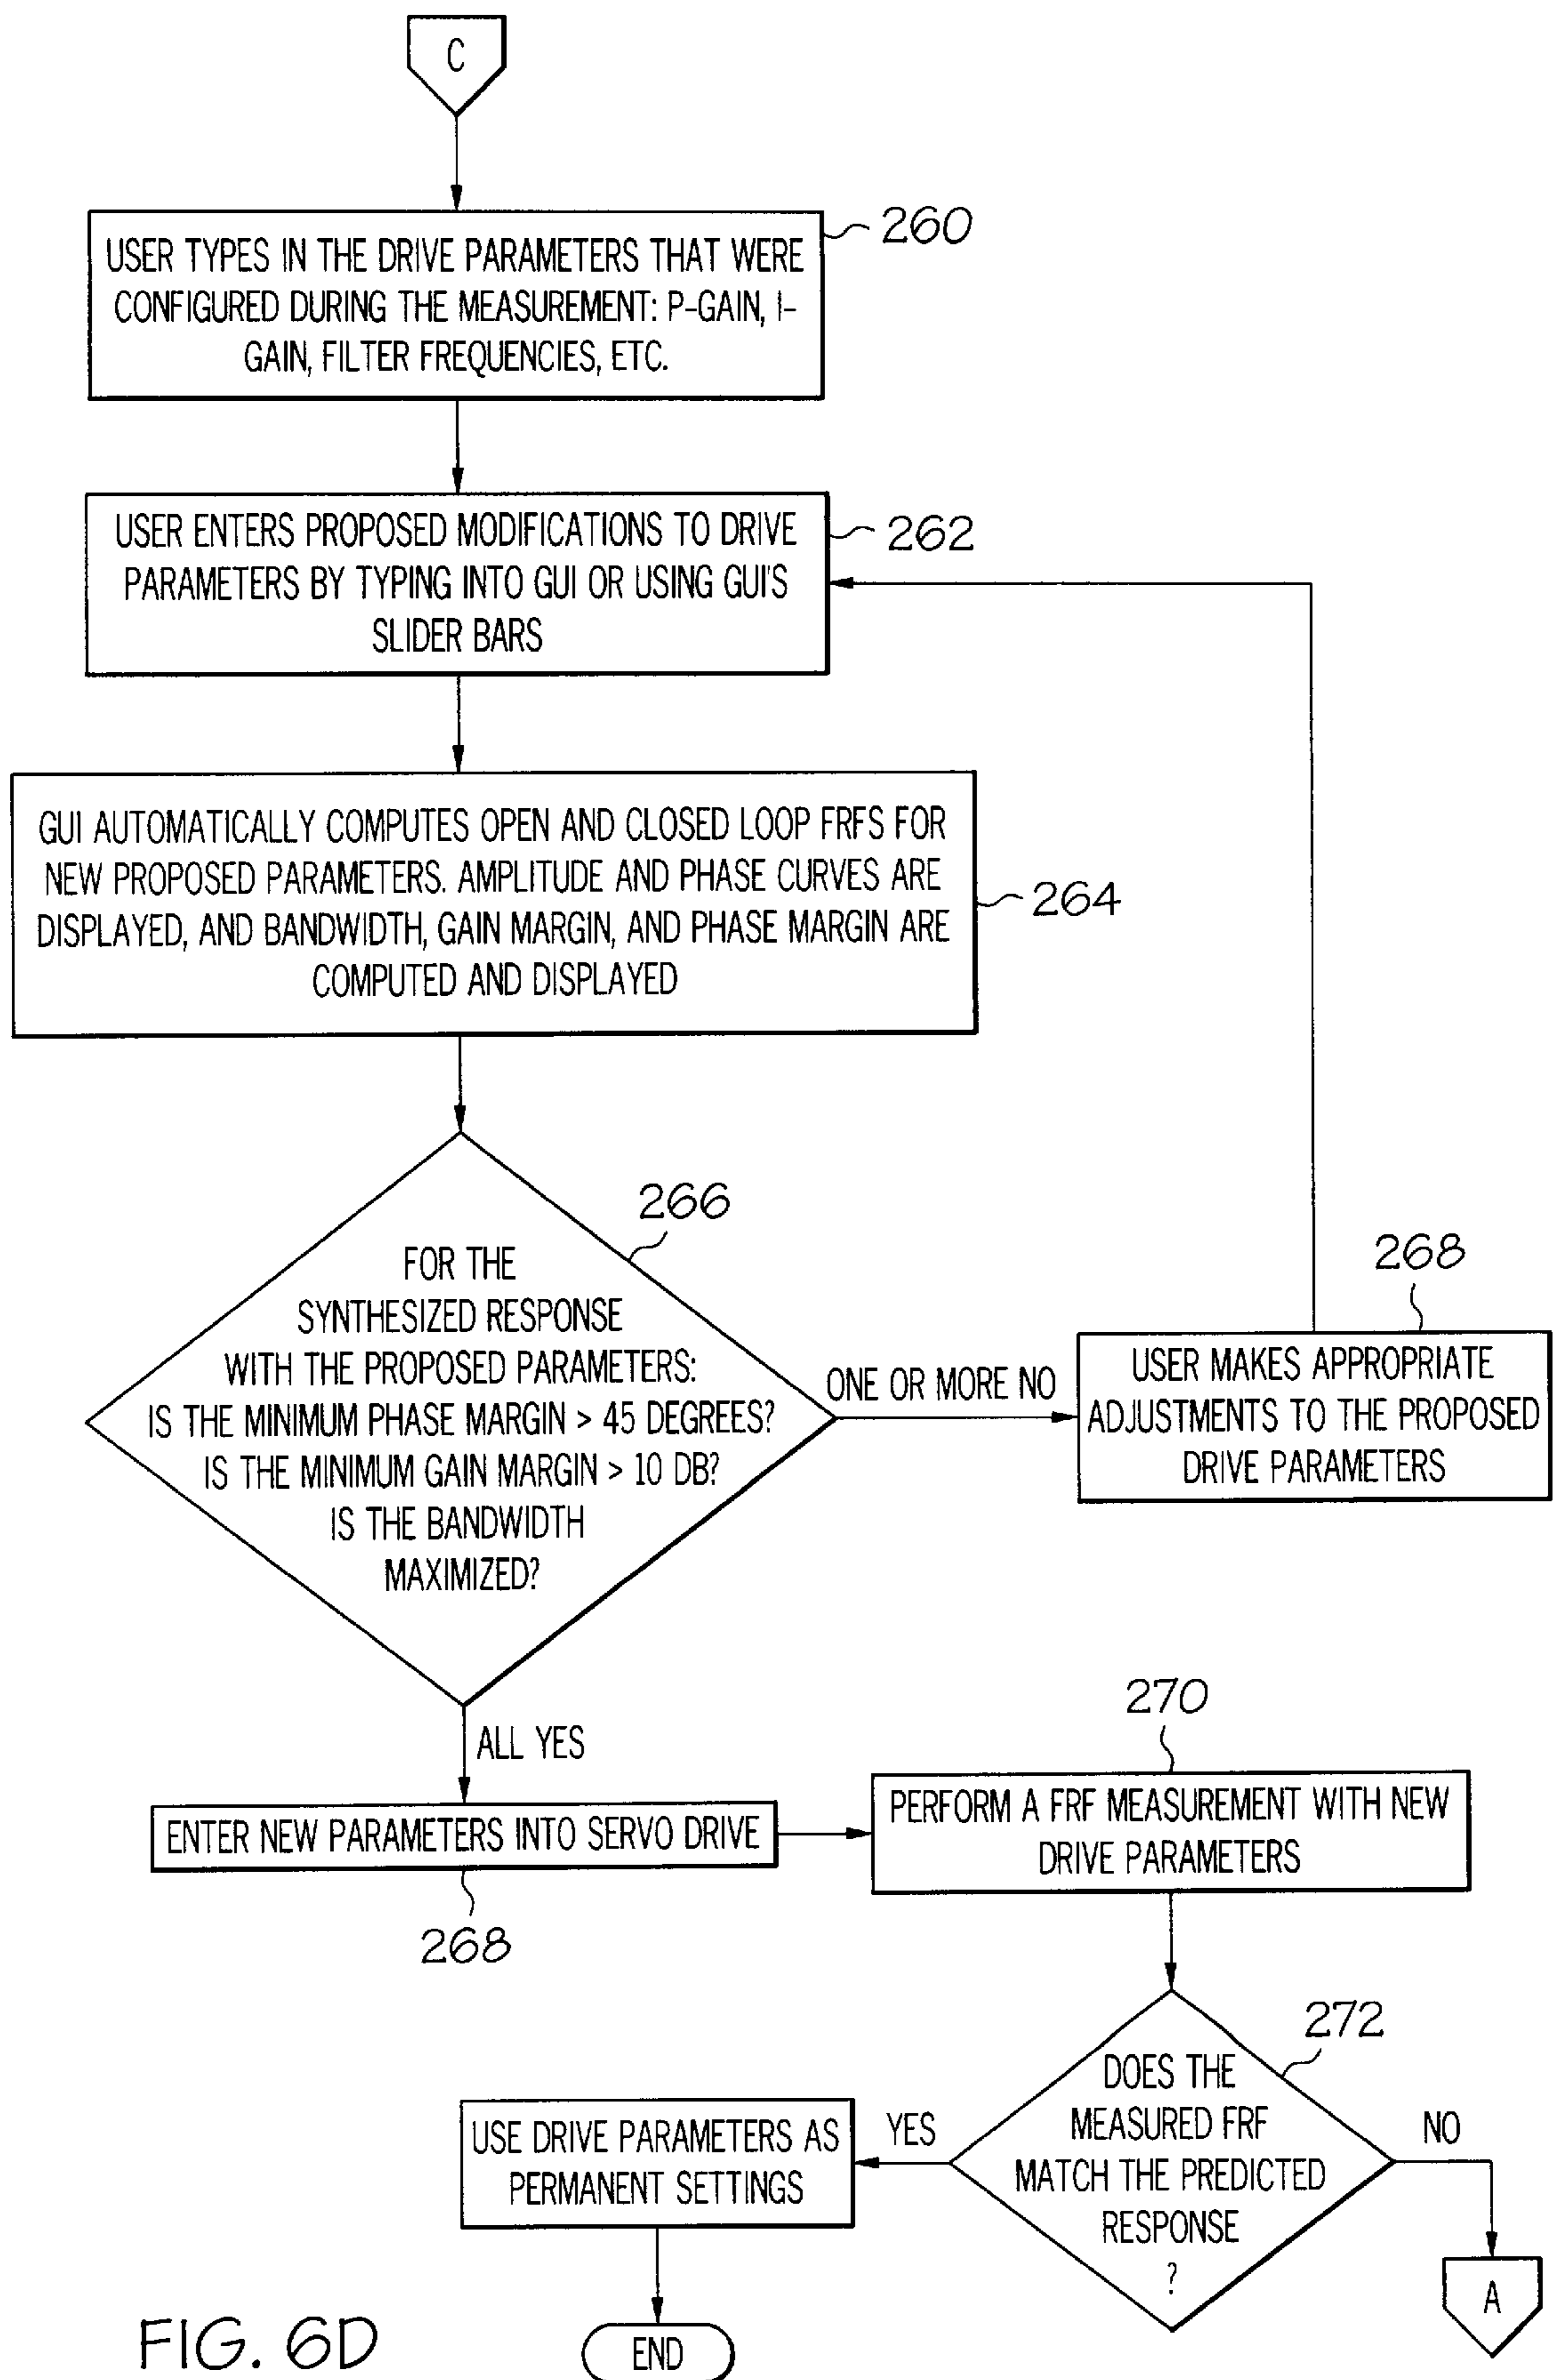 C
USER TYPES IN THE DRIVE PARAMETERS THAT WERE
CONFIGURED DURING THE MEASUREMENT: P-GAIN, I-
GAIN, FILTER FREQUENCIES, ETC.
260
USER ENTERS PROPOSED MODIFICATIONS TO DRIVE
PARAMETERS BY TYPING INTO GUI OR USING GUI'S
SLIDER BARS
262
GUI AUTOMATICALLY COMPUTES OPEN AND CLOSED LOOP FRFS FOR
NEW PROPOSED PARAMETERS. AMPLITUDE AND PHASE CURVES ARE
DISPLAYED, AND BANDWIDTH, GAIN MARGIN, AND PHASE MARGIN ARE
COMPUTED AND DISPLAYED
264
266
FOR THE
SYNTHESIZED RESPONSE
WITH THE PROPOSED PARAMETERS:
IS THE MINIMUM PHASE MARGIN > 45 DEGREES?
IS THE MINIMUM GAIN MARGIN > 10 DB?
IS THE BANDWIDTH
MAXIMIZED?
ONE OR MORE NO
268
USER MAKES APPROPRIATE
ADJUSTMENTS TO THE PROPOSED
DRIVE PARAMETERS
ALL YES
ENTER NEW PARAMETERS INTO SERVO DRIVE
268
270
PERFORM A FRF MEASUREMENT WITH NEW
DRIVE PARAMETERS
272
DOES THE
MEASURED FRF
MATCH THE PREDICTED
RESPONSE
?
YES
NO
USE DRIVE PARAMETERS AS
PERMANENT SETTINGS
A
END
FIG. 6D